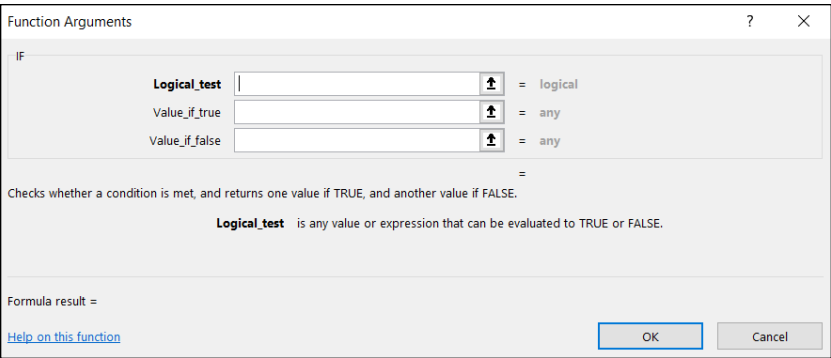 Function Arguments ? ×
IF
Logical_test = logical
Value_if_true = any
Value_if_false = any
=
Checks whether a condition is met, and returns one value if TRUE, and another value if FALSE.
Logical_test is any value or expression that can be evaluated to TRUE or FALSE.
Formula result =
Help on this function OK Cancel